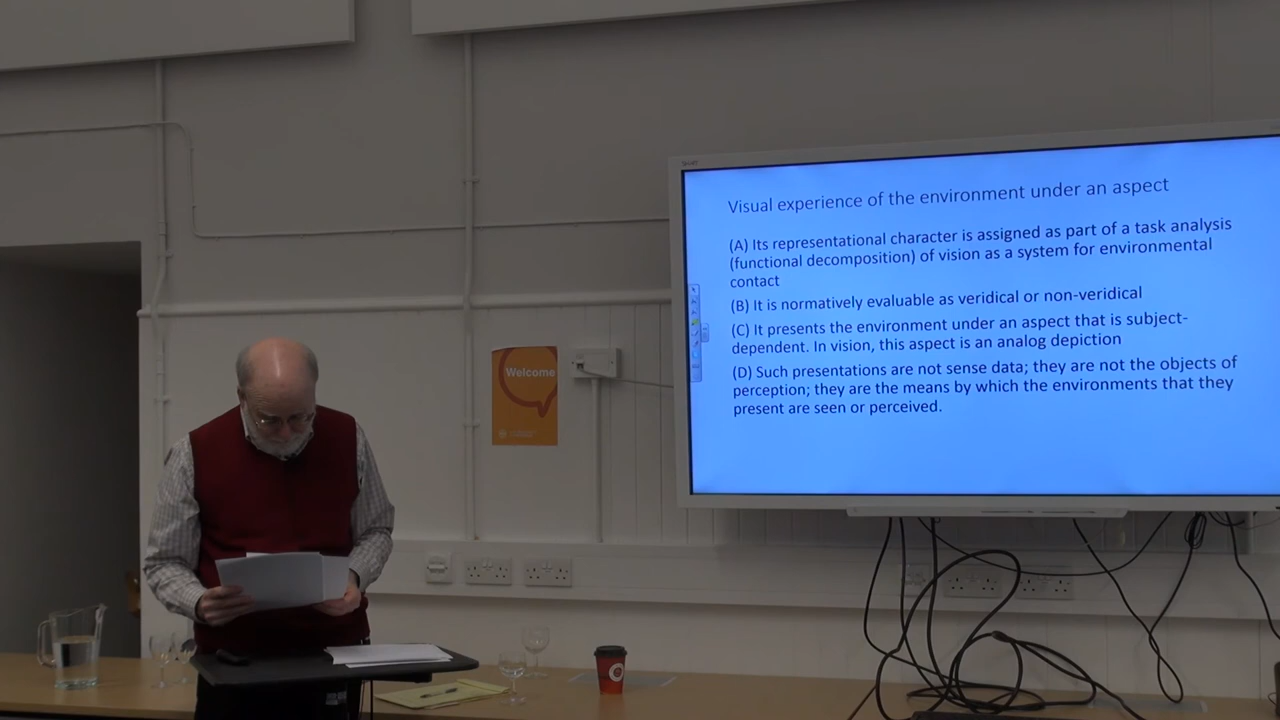 Visual experience of the environment under an aspect
(A) Its representational character is assigned as part of a task analysis
(functional decomposition) of vision as a system for environmental
contact
(B) It is normatively evaluable as veridical or non-veridical
(C) It presents the environment under an aspect that is subject-
dependent. In vision, this aspect is an analog depiction
(D) Such presentations are not sense data; they are not the objects of
perception; they are the means by which the environments that they
present are seen or perceived.
Welcome